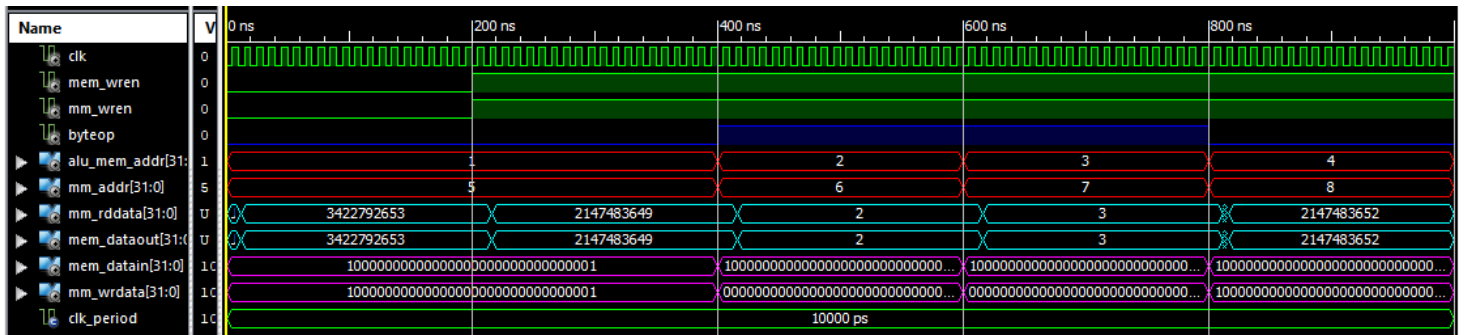 Name V 0 ns 200 ns 400 ns 600 ns 800 ns
clk 0
mem_wren 0
mm_wren 0
byteop 0
alu_mem_addr[31: 1 1 2 3 4
mm_addr[31:0] 5 5 6 7 8
mm_rddata[31:0] U 3422792653 2147483649 2 3 2147483652
mem_dataout[31:( U 3422792653 2147483649 2 3 2147483652
mem_datain[31:0] 10 10000000000000000000000000000001 1000000000000000000000000000... 1000000000000000000000000000... 1000000000000000000000000000...
mm_wrdata[31:0] 10 10000000000000000000000000000001 0000000000000000000000000000... 0000000000000000000000000000... 1000000000000000000000000000...
clk_period 10 10000 ps